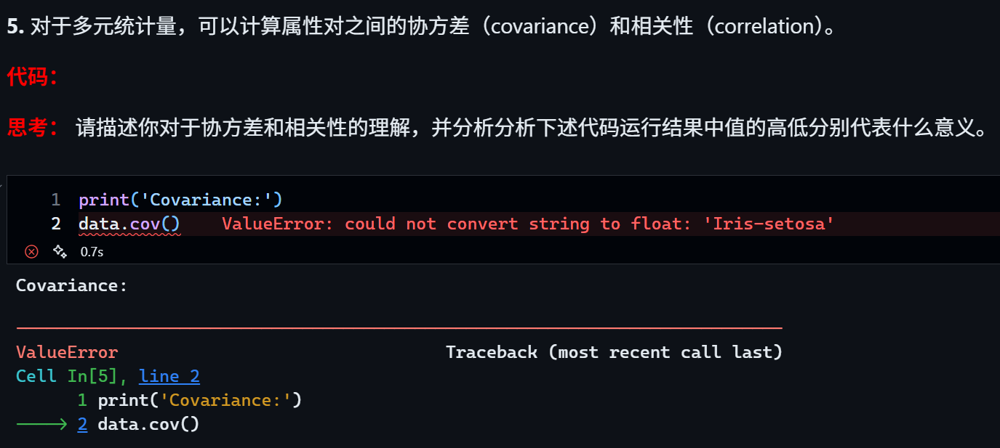 5. 对于多元统计量，可以计算属性对之间的协方差（covariance）和相关性（correlation）。
代码：
思考： 请描述你对于协方差和相关性的理解，并分析分析下述代码运行结果中值的高低分别代表什么意义。
1 print('Covariance:')
2 data.cov() ValueError: could not convert string to float: 'Iris-setosa'
0.7s
Covariance:
ValueError Traceback (most recent call last)
Cell In[5], line 2
1 print('Covariance:')
----> 2 data.cov()